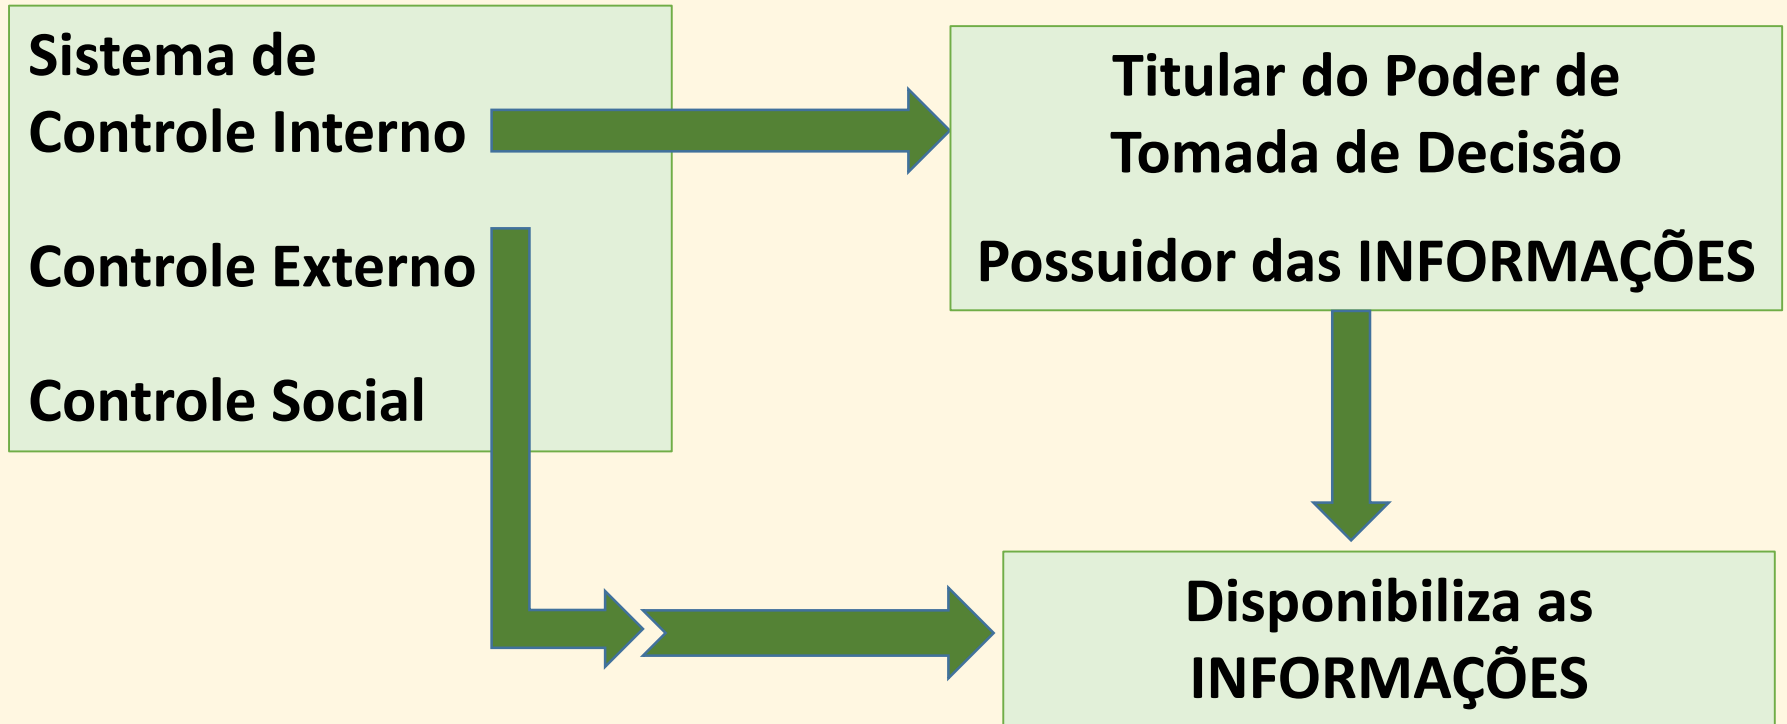 Sistema de
Controle Interno
Controle Externo
Controle Social
Titular do Poder de
Tomada de Decisão
Possuidor das INFORMAÇÕES
Disponibiliza as
INFORMAÇÕES